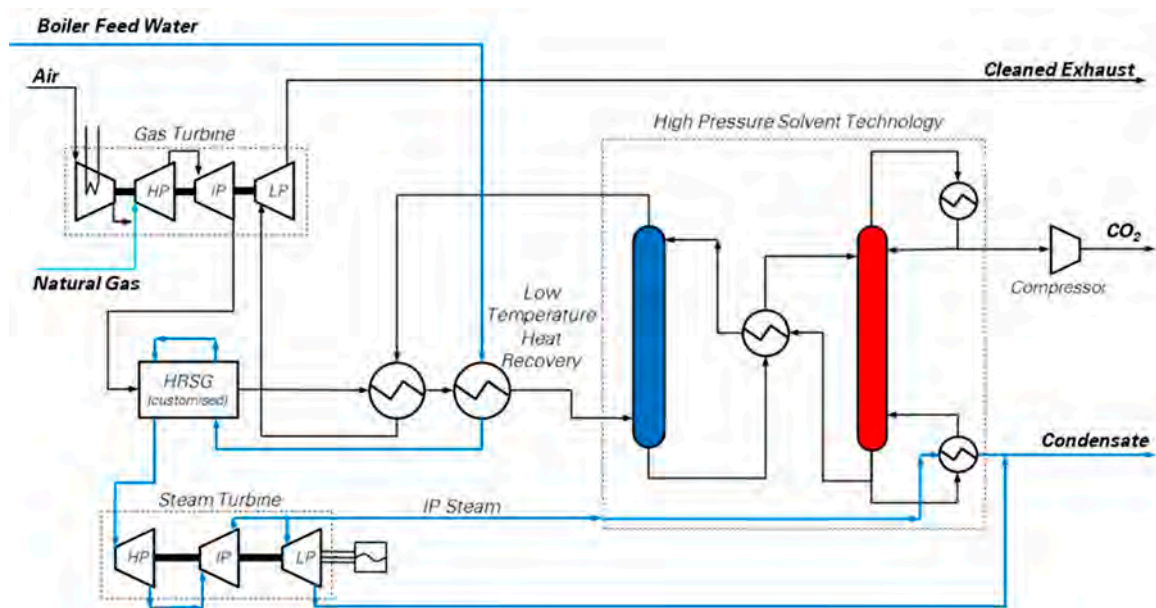 Boiler Feed Water
Air
Cleaned Exhaust
High Pressure Solvent Technology
Gas Turbine
HP
IP
LP
CO₂
Natural Gas
Compressor
Low
Temperature
Heat
Recovery
HRSG
(customised)
Condensate
Steam Turbine
IP Steam
HP
IP
LP